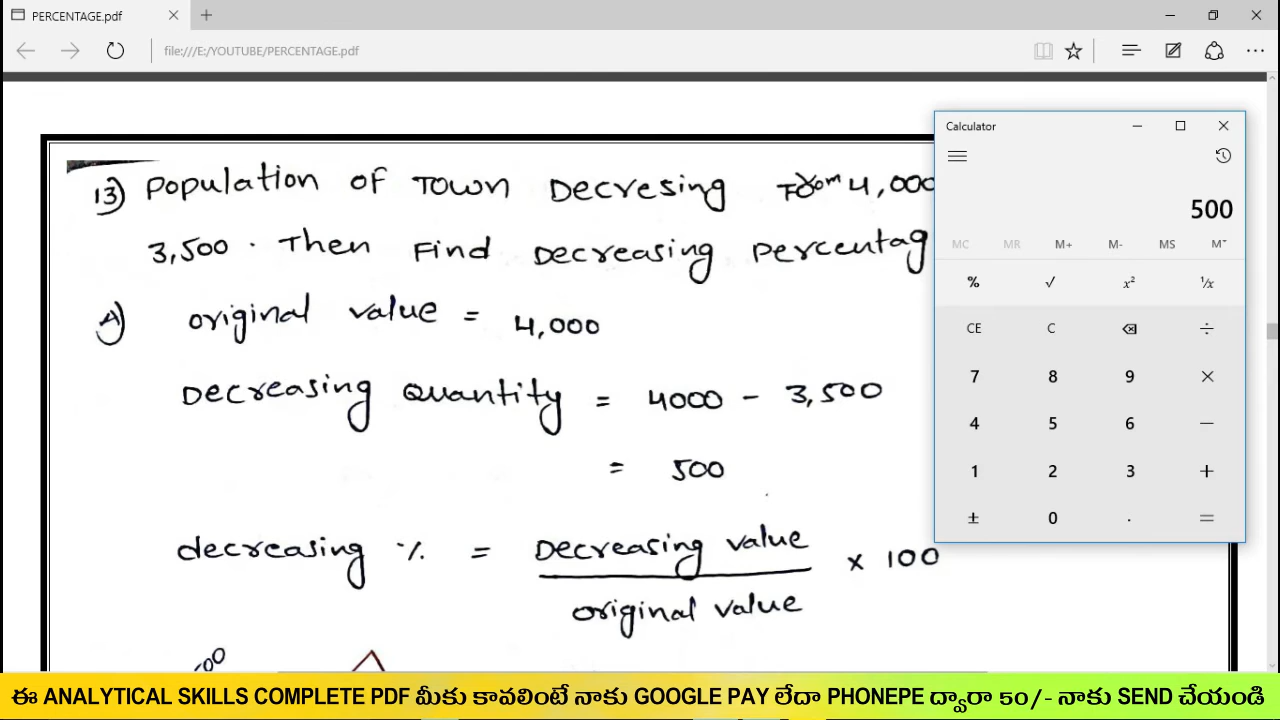 PERCENTAGE.pdf
file:///E:/YOUTUBE/PERCENTAGE.pdf
13) Population OF TOWN Decresing From 4,000
3,500 . Then Find Decreasing Percentag
A) original value = 4,000
Decreasing Quantity = 4000 - 3,500
= 500
decreasing % = Decreasing value / original value × 100
Calculator
500
MC MR M+ M- MS M˅
% √ x² ¹/x
CE C ⌫ ÷
7 8 9 ×
4 5 6 −
1 2 3 +
± 0 . =
ఈ ANALYTICAL SKILLS COMPLETE PDF మీకు కావలింటే నాకు GOOGLE PAY లేదా PHONEPE ద్వారా 50/- నాకు SEND చేయండి